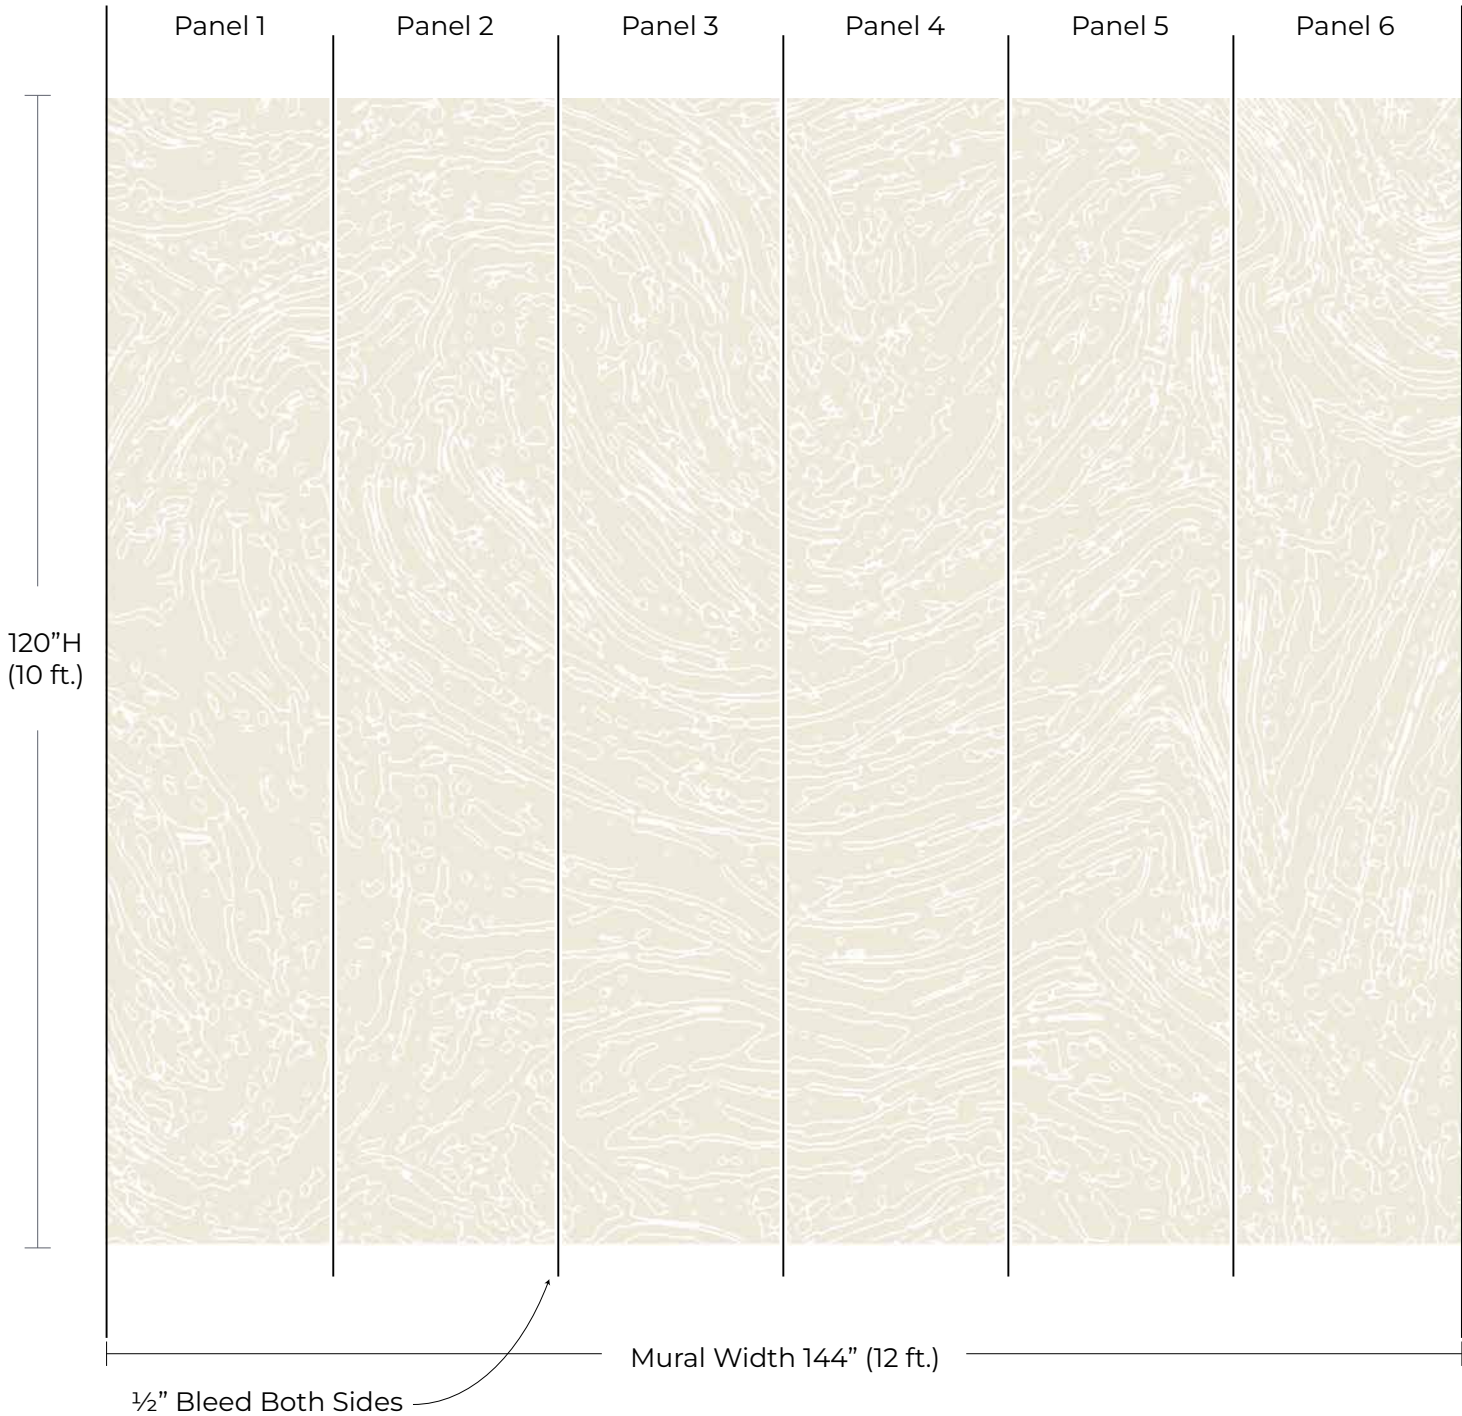 Panel 1
Panel 2
Panel 3
Panel 4
Panel 5
Panel 6
120”H
(10 ft.)
Mural Width 144” (12 ft.)
½” Bleed Both Sides